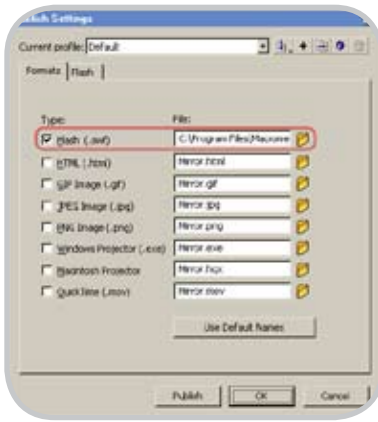 Publish Settings
Current profile: Default
Formats Flash
Type: File:
Flash (.swf) C:\Program Files\Macrome
HTML (.html) Mirror.html
GIF Image (.gif) Mirror.gif
JPEG Image (.jpg) Mirror.jpg
PNG Image (.png) Mirror.png
Windows Projector (.exe) Mirror.exe
Macintosh Projector Mirror.hqx
QuickTime (.mov) Mirror.mov
Use Default Names
Publish OK Cancel